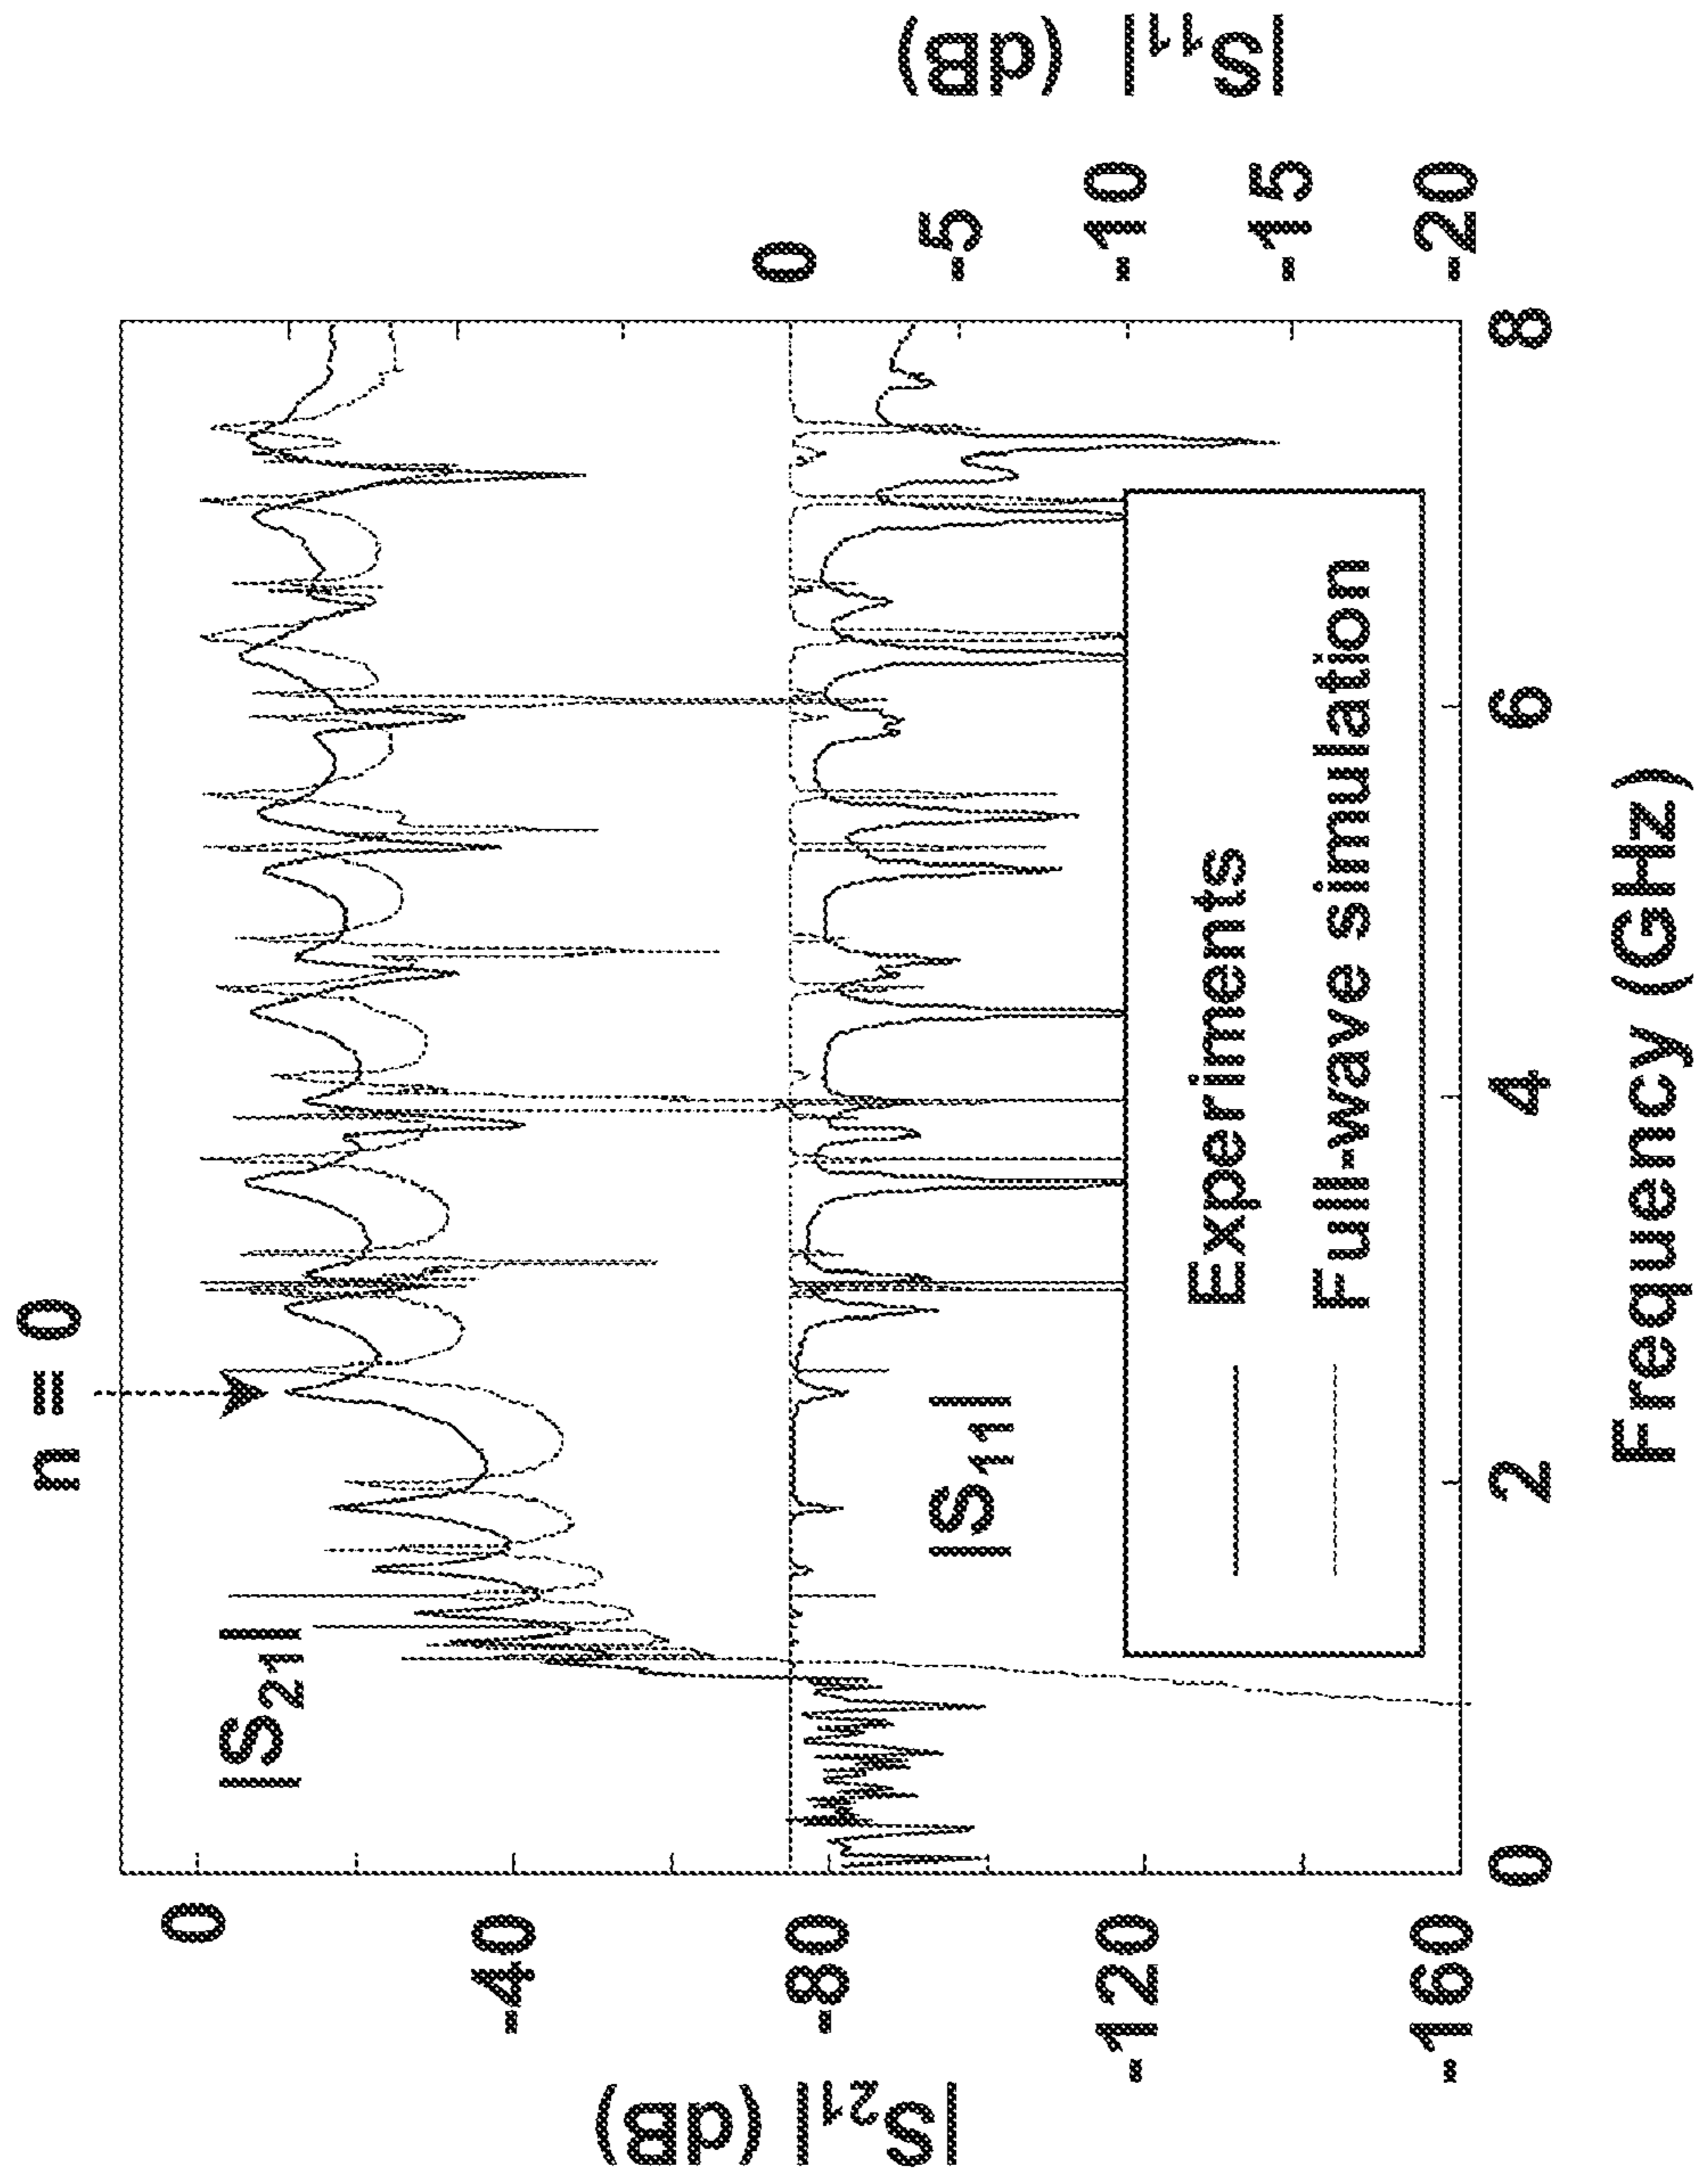 n = 0
|S21|
|S11|
Experiments
Full-wave simulation
0
-40
-80
-120
-160
|S21| (dB)
0
-5
-10
-15
-20
|S11| (dB)
0 2 4 6 8
Frequency (GHz)